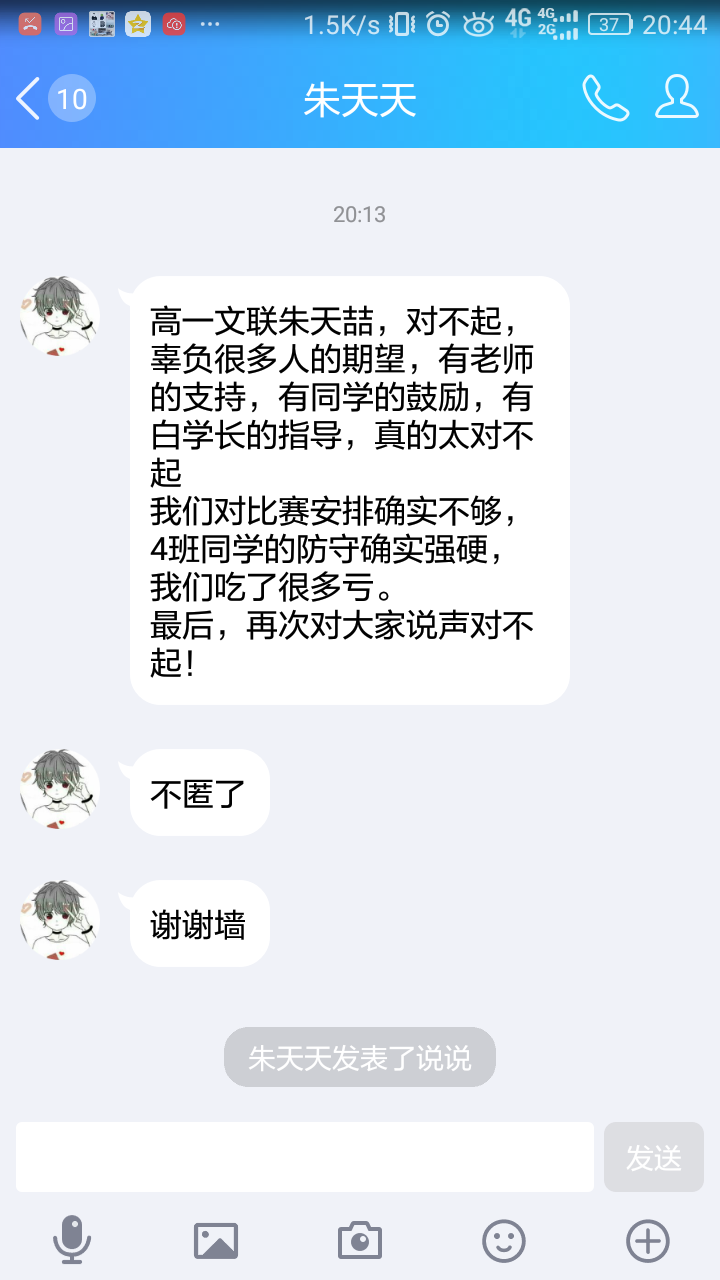 1.5K/s 4G 4G 2G 37 20:44
10 朱天天
20:13
高一文联朱天喆，对不起，
辜负很多人的期望，有老师
的支持，有同学的鼓励，有
白学长的指导，真的太对不
起
我们对比赛安排确实不够，
4班同学的防守确实强硬，
我们吃了很多亏。
最后，再次对大家说声对不
起！
不匿了
谢谢墙
朱天天发表了说说
发送